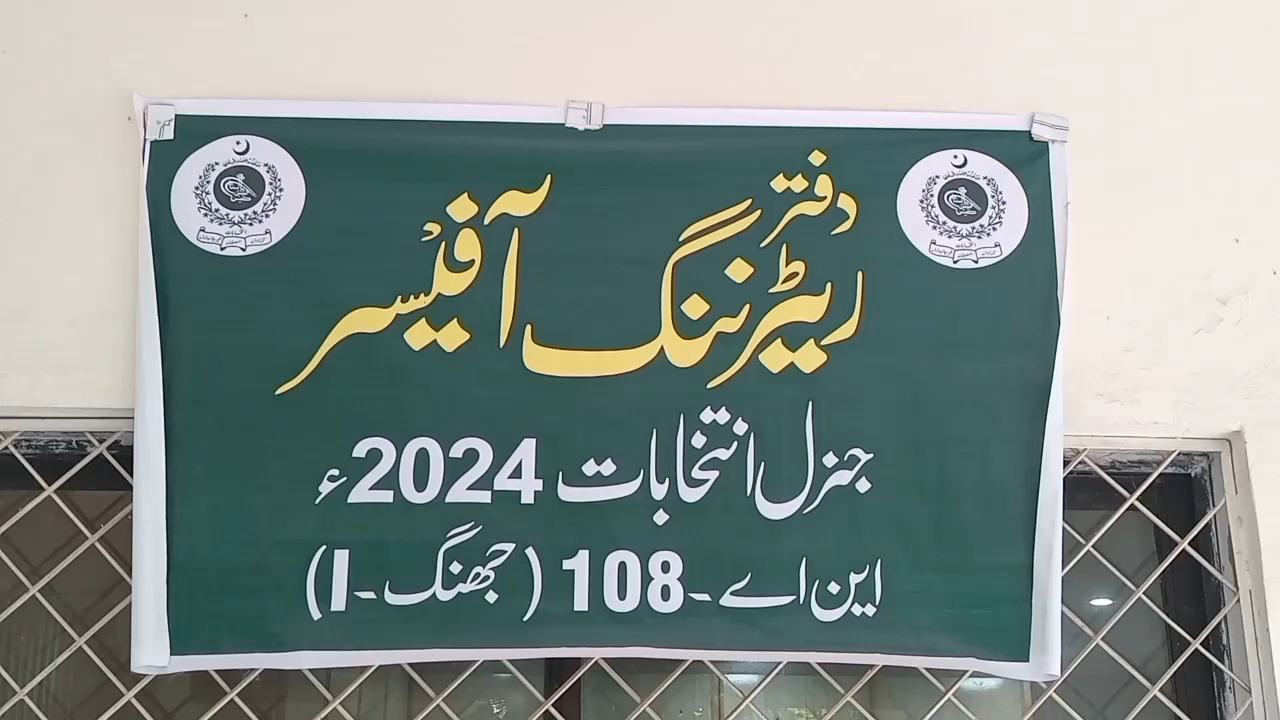 دفتر
ریٹرننگ آفیسر
جنرل انتخابات 2024ء
این اے-108 (جھنگ-I)